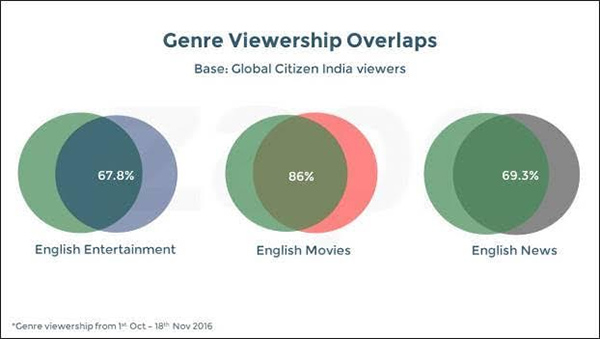 Genre Viewership Overlaps
Base: Global Citizen India viewers
67.8%
86%
69.3%
English Entertainment
English Movies
English News
*Genre viewership from 1st Oct - 18th Nov 2016